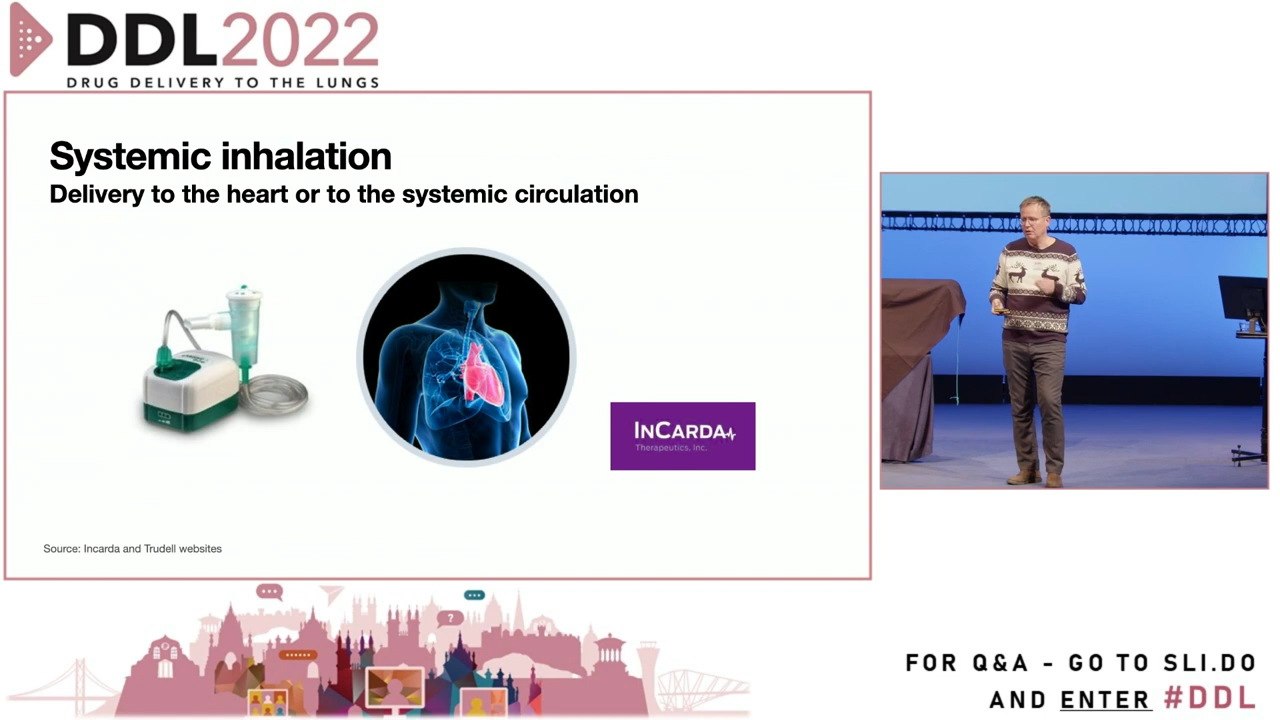 DDL2022
DRUG DELIVERY TO THE LUNGS
Systemic inhalation
Delivery to the heart or to the systemic circulation
INCARDA
Therapeutics, Inc.
Source: Incarda and Trudell websites
?
FOR Q&A - GO TO SLI.DO
AND ENTER #DDL